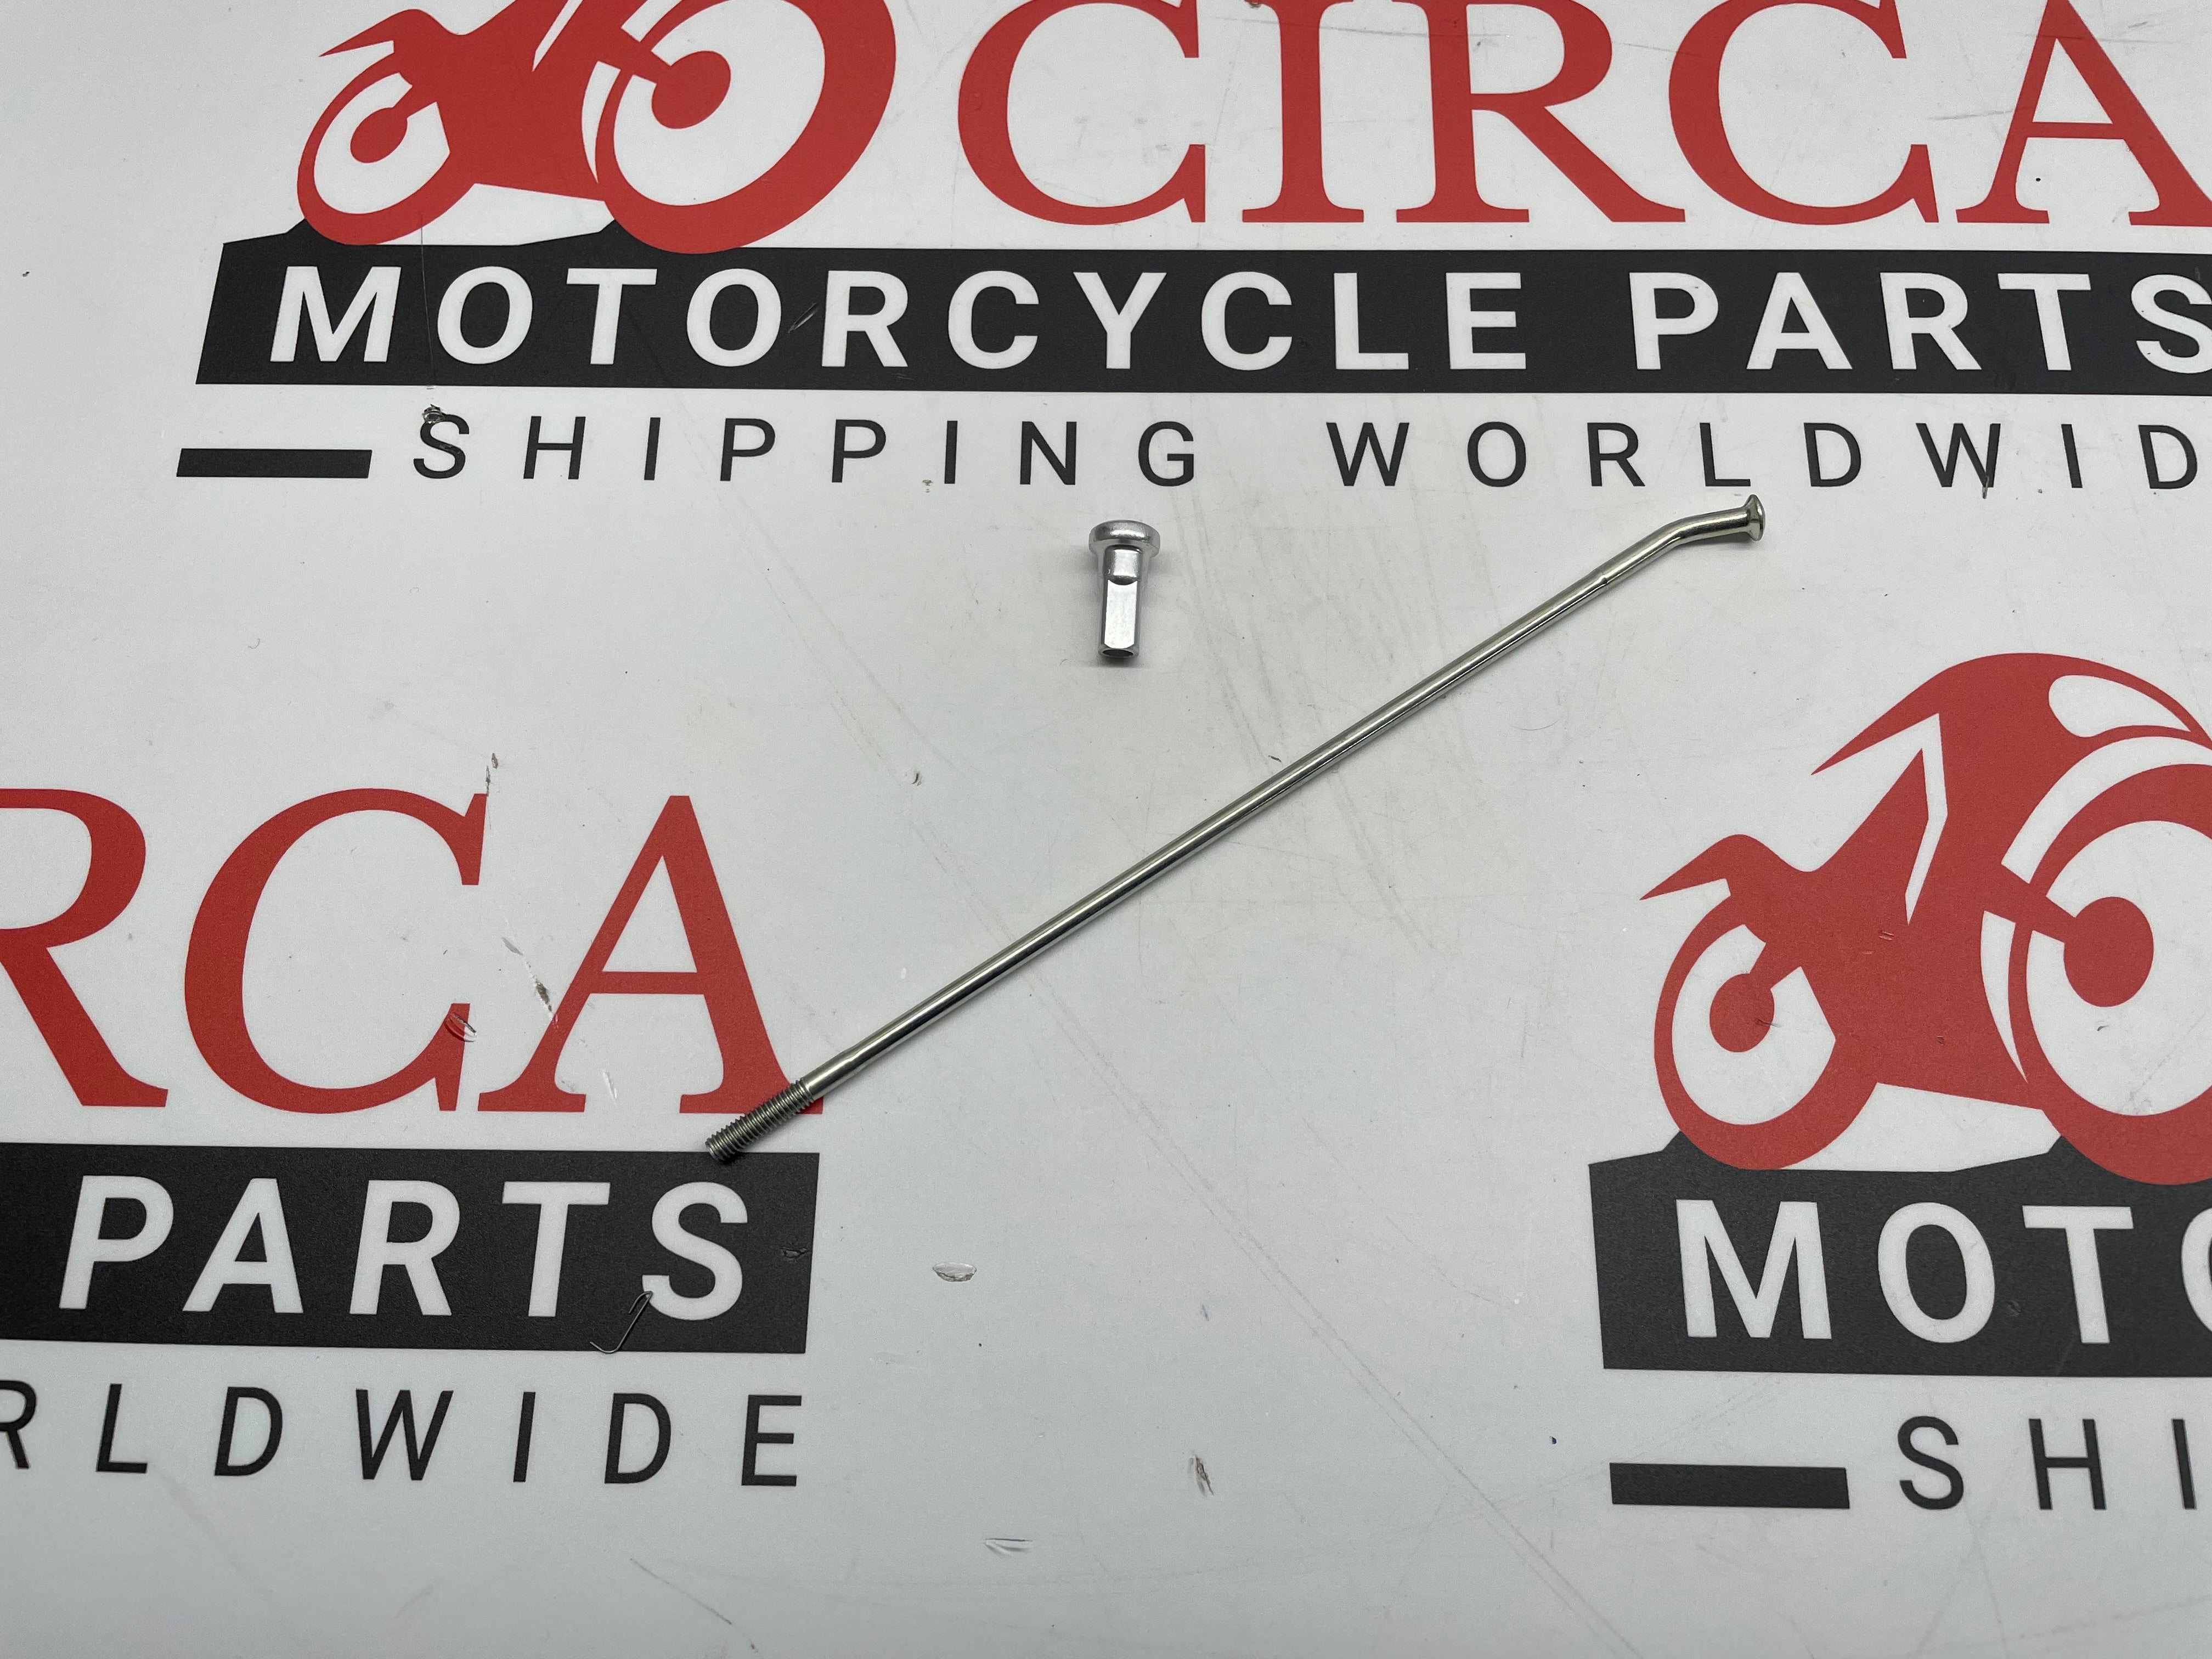 CIRCA
MOTORCYCLE PARTS
SHIPPING WORLDWID
RCA
PARTS
RLDWIDE
MOTO
SHI